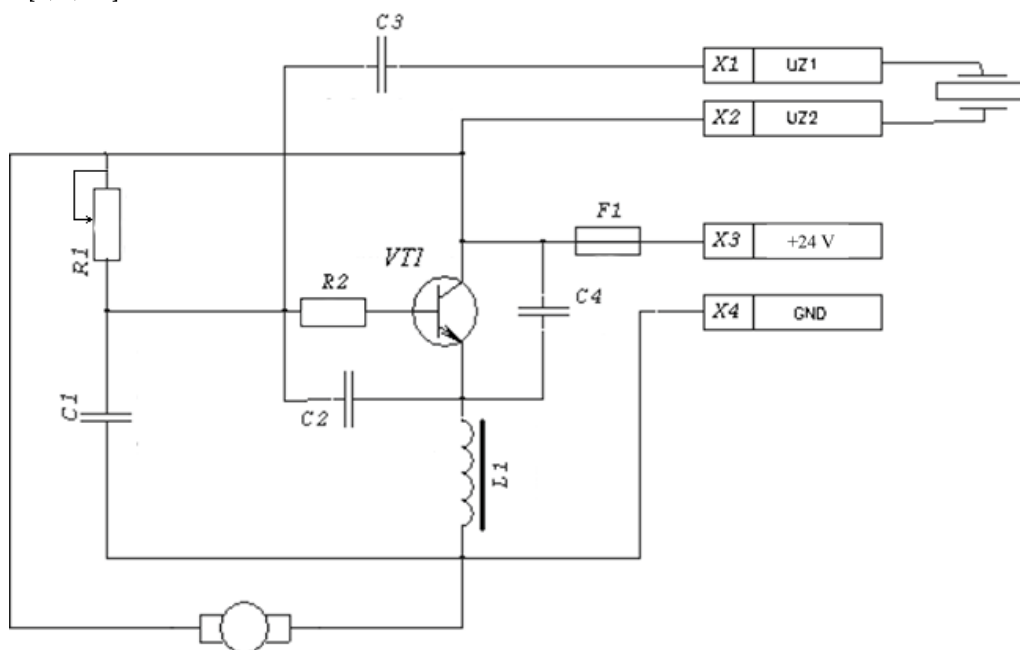 C3
X1 UZ1
X2 UZ2
F1
X3 +24 V
R1
VT1
R2
C4
X4 GND
C1
C2
L1